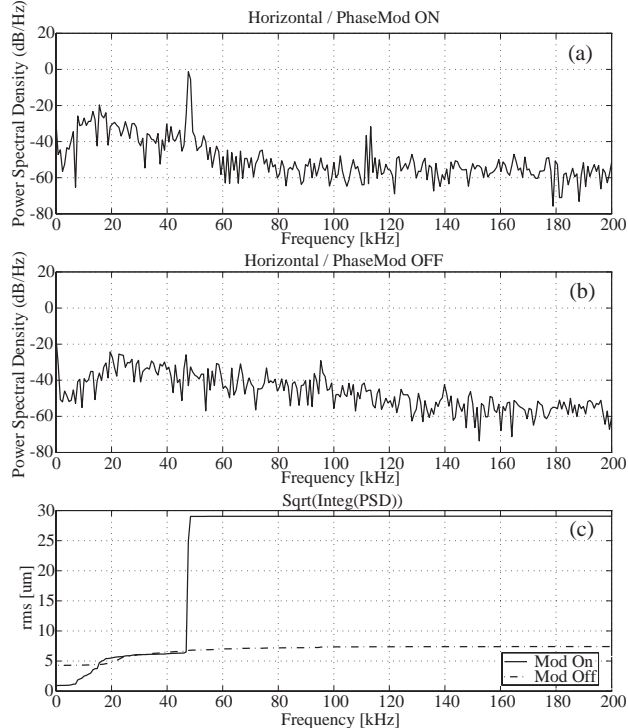 Horizontal / PhaseMod ON
(a)
Power Spectral Density (dB/Hz)
20
0
-20
-40
-60
-80
0 20 40 60 80 100 120 140 160 180 200
Frequency [kHz]
Horizontal / PhaseMod OFF
(b)
Power Spectral Density (dB/Hz)
20
0
-20
-40
-60
-80
0 20 40 60 80 100 120 140 160 180 200
Frequency [kHz]
Sqrt(Integ(PSD))
(c)
rms [um]
30
25
20
15
10
5
0
Mod On
Mod Off
0 20 40 60 80 100 120 140 160 180 200
Frequency [kHz]